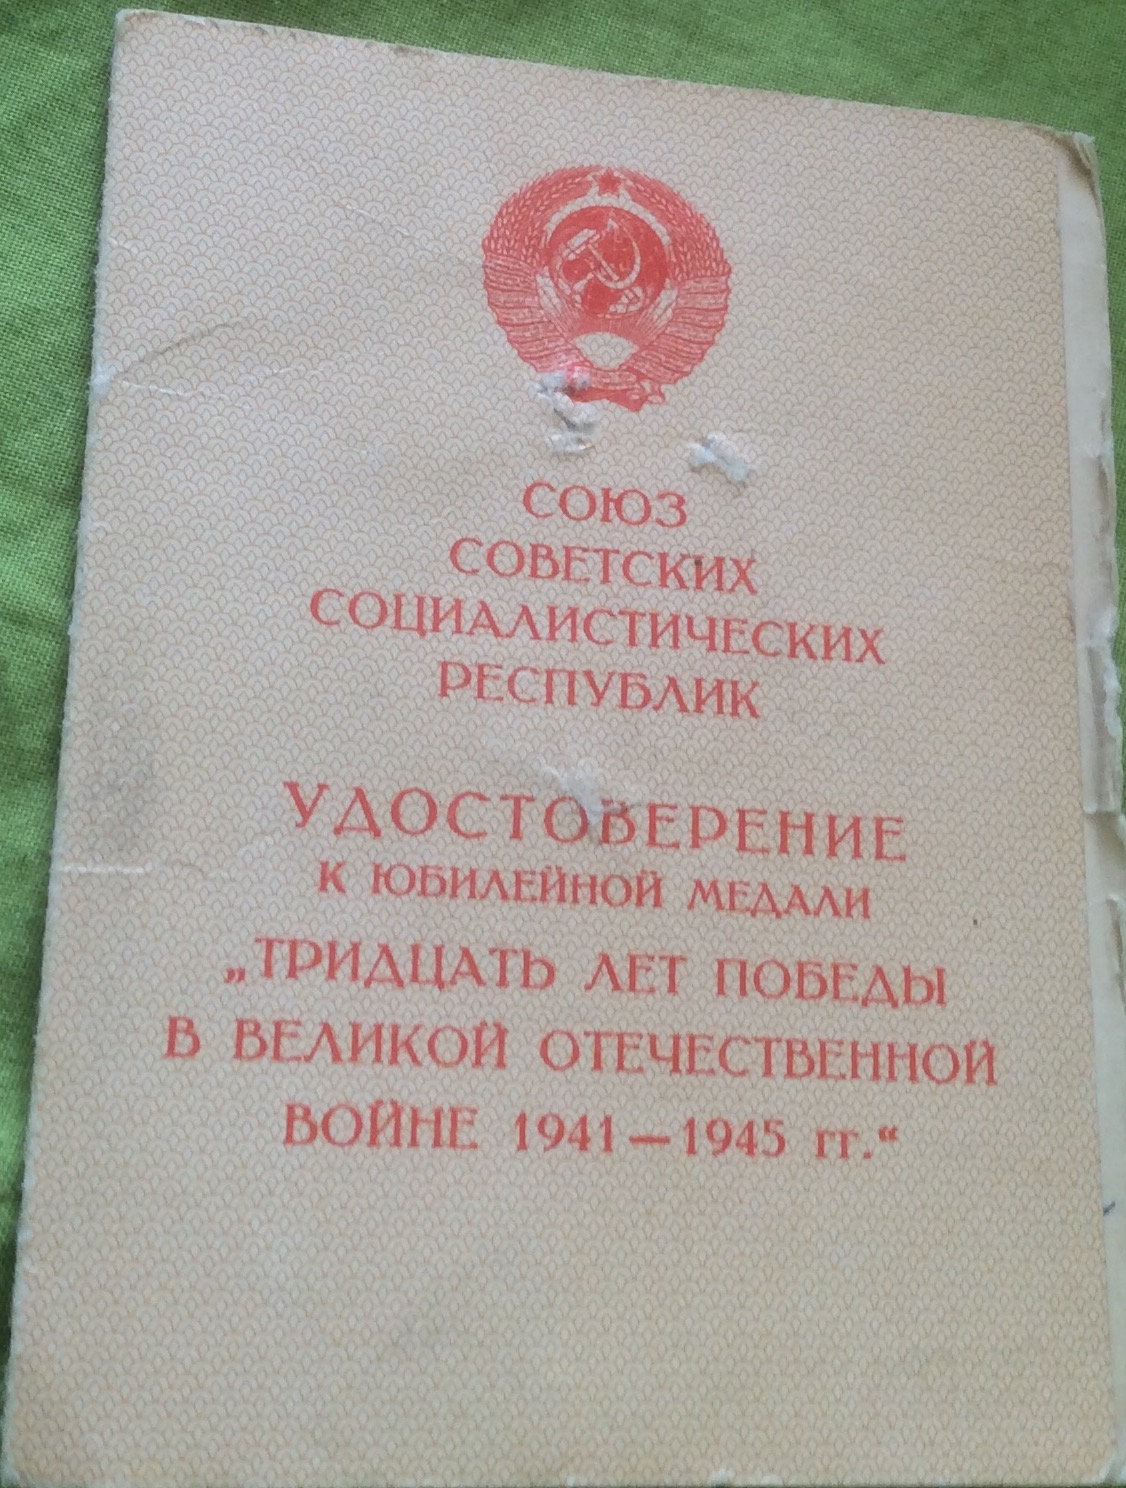 СОЮЗ
СОВЕТСКИХ
СОЦИАЛИСТИЧЕСКИХ
РЕСПУБЛИК
УДОСТОВЕРЕНИЕ
К ЮБИЛЕЙНОЙ МЕДАЛИ
„ТРИДЦАТЬ ЛЕТ ПОБЕДЫ
В ВЕЛИКОЙ ОТЕЧЕСТВЕННОЙ
ВОЙНЕ 1941—1945 гг.“